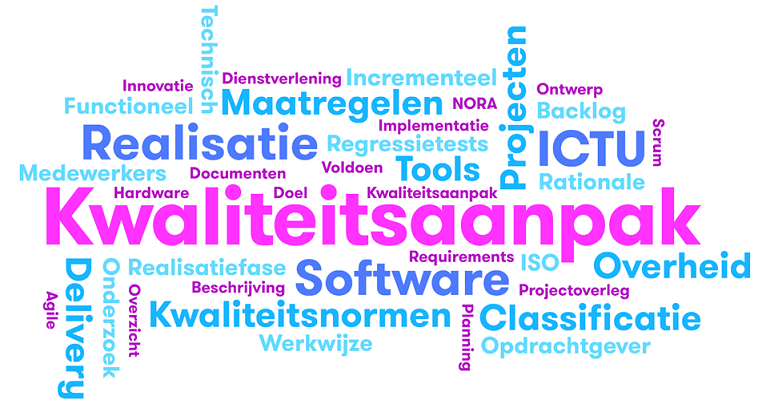 Technisch
Innovatie
Dienstverlening
Incrementeel
Projecten
Ontwerp
Functioneel
Maatregelen
NORA
Backlog
Implementatie
Scrum
Realisatie
Regressietests
ICTU
Medewerkers
Documenten
Voldoen
Tools
Rationale
Hardware
Doel
Kwaliteitsaanpak
Kwaliteitsaanpak
Delivery
Onderzoek
Realisatiefase
Software
Requirements
ISO
Overheid
Agile
Overzicht
Beschrijving
Projectoverleg
Kwaliteitsnormen
Planning
Classificatie
Werkwijze
Opdrachtgever